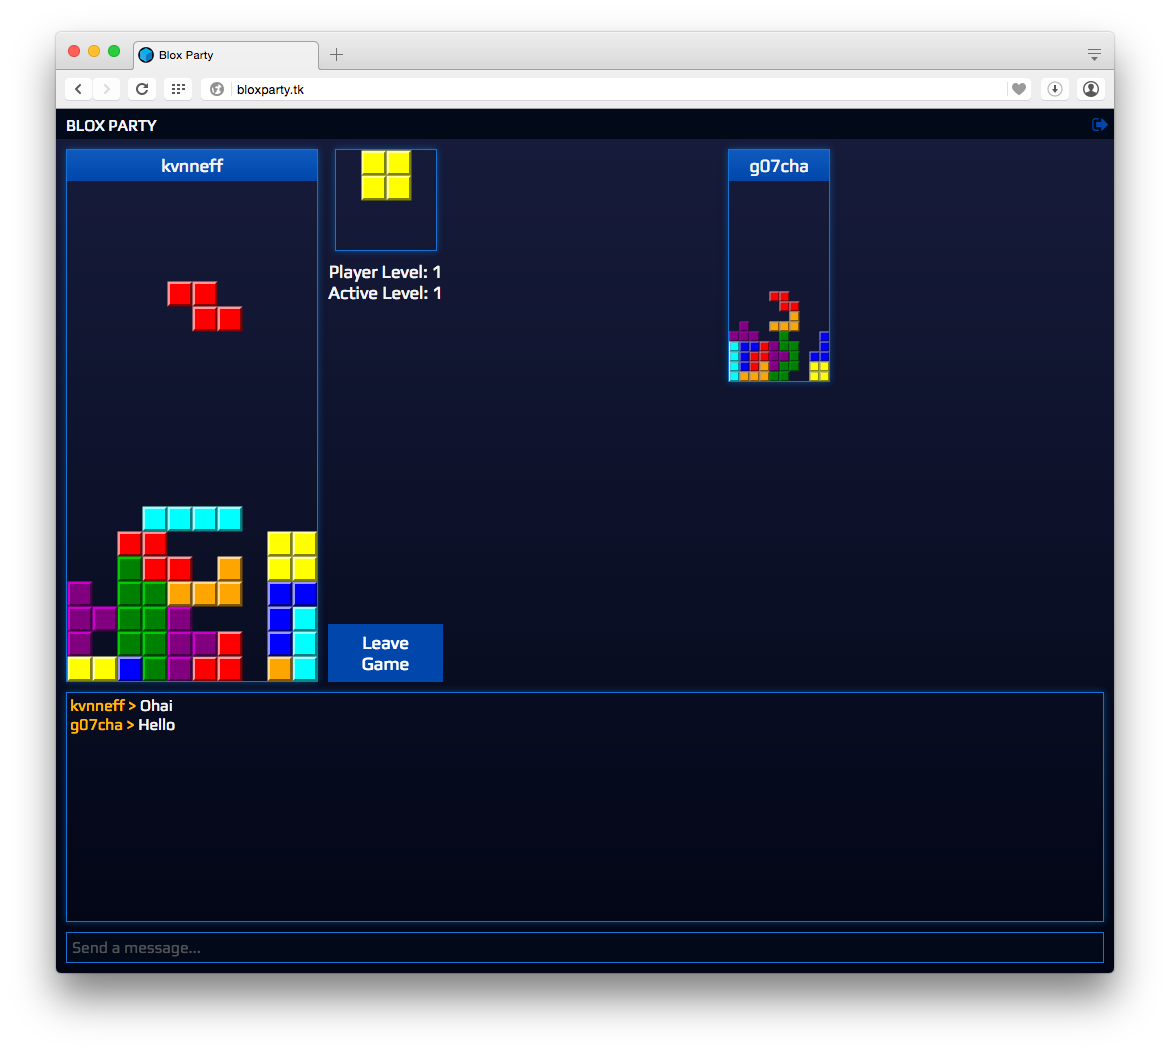 Blox Party
bloxparty.tk
BLOX PARTY
kvnneff
g07cha
Player Level: 1
Active Level: 1
Leave
Game
kvnneff > Ohai
g07cha > Hello
Send a message...